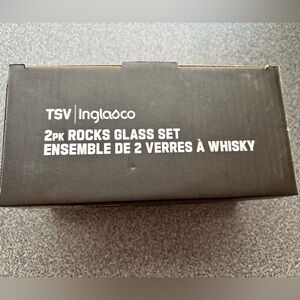 TSV | Inglasco
2PK ROCKS GLASS SET
ENSEMBLE DE 2 VERRES À WHISKY